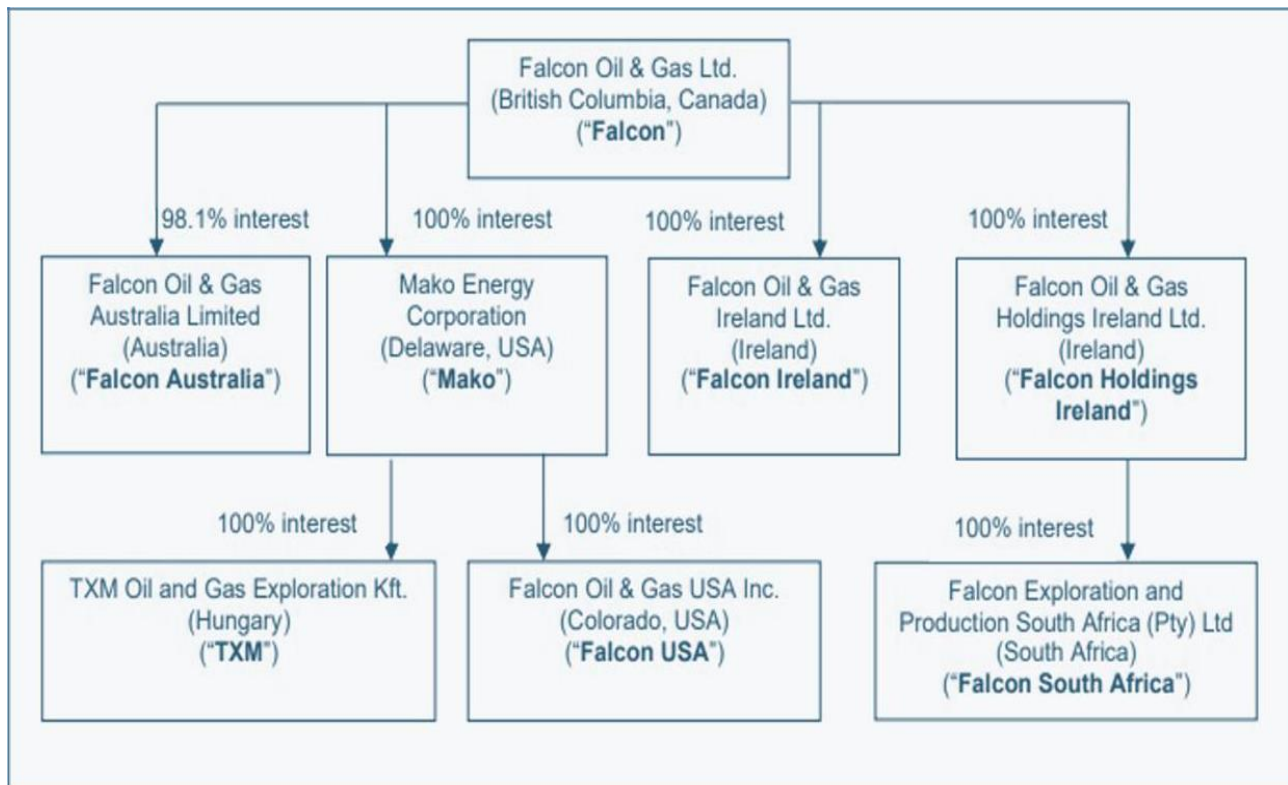 Falcon Oil & Gas Ltd.
(British Columbia, Canada)
(“Falcon”)
98.1% interest
100% interest
100% interest
100% interest
Falcon Oil & Gas
Australia Limited
(Australia)
(“Falcon Australia”)
Mako Energy
Corporation
(Delaware, USA)
(“Mako”)
Falcon Oil & Gas
Ireland Ltd.
(Ireland)
(“Falcon Ireland”)
Falcon Oil & Gas
Holdings Ireland Ltd.
(Ireland)
(“Falcon Holdings
Ireland”)
100% interest
100% interest
100% interest
TXM Oil and Gas Exploration Kft.
(Hungary)
(“TXM”)
Falcon Oil & Gas USA Inc.
(Colorado, USA)
(“Falcon USA”)
Falcon Exploration and
Production South Africa (Pty) Ltd
(South Africa)
(“Falcon South Africa”)